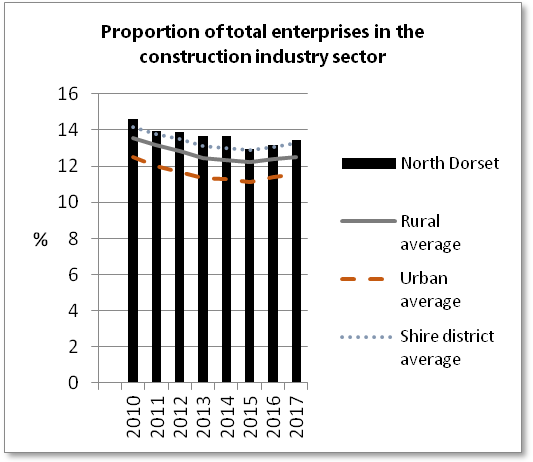 Proportion of total enterprises in the
construction industry sector
16
14
12
10
8
6
4
2
0
%
2010
2011
2012
2013
2014
2015
2016
2017
North Dorset
Rural
average
Urban
average
Shire district
average